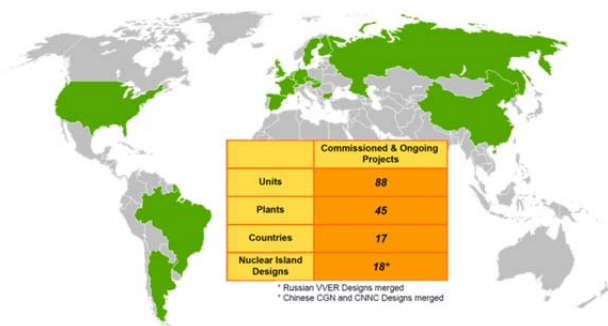 Commissioned & Ongoing
Projects
Units 88
Plants 45
Countries 17
Nuclear Island
Designs 18*
* Russian VVER Designs merged
* Chinese CGN and CNNC Designs merged